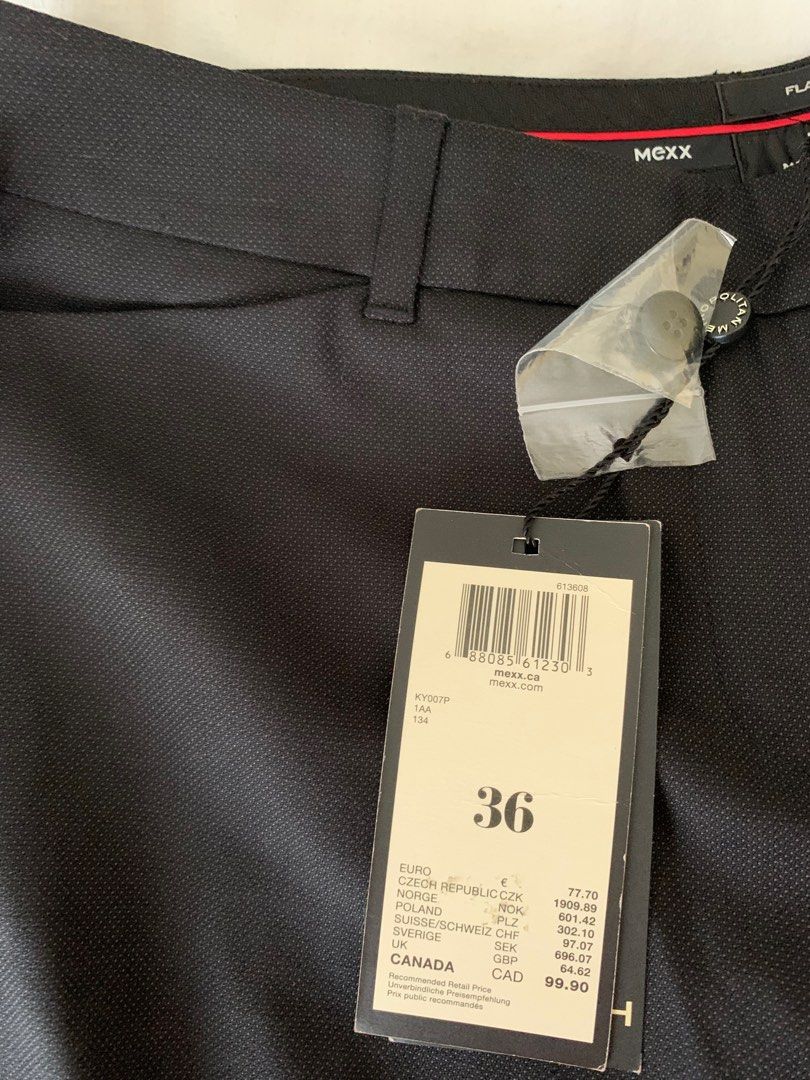 FLA
Mexx
OPOLITAN ME
613608
6 88085 61230 3
mexx.ca
mexx.com
KY007P
1AA
134
36
EURO € 77.70
CZECH REPUBLIC CZK 1909.89
NORGE NOK 601.42
POLAND PLZ 302.10
SUISSE/SCHWEIZ CHF 97.07
SVERIGE SEK 696.07
UK GBP 64.62
CANADA CAD 99.90
Recommended Retail Price
Unverbindliche Preisempfehlung
Prix public recommandés